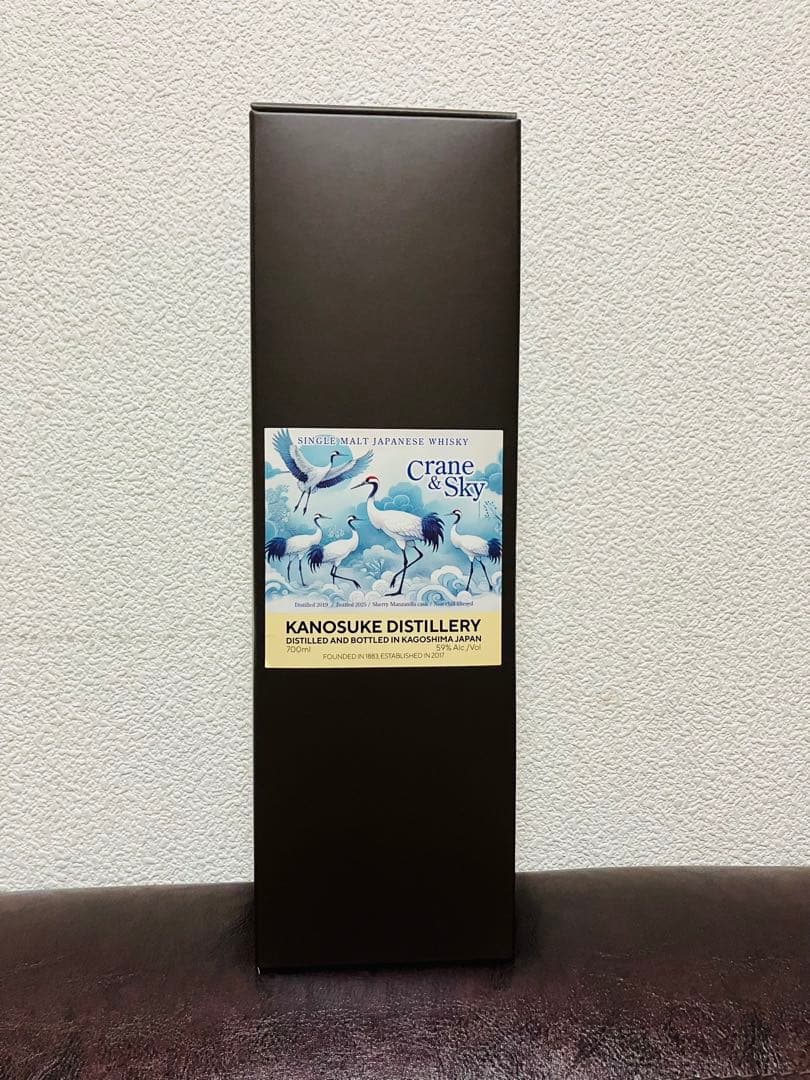 SINGLE MALT JAPANESE WHISKY
Crane
& Sky
Distilled 2019 / Bottled 2025 / Sherry Manzanilla cask / Non chill filtered
KANOSUKE DISTILLERY
DISTILLED AND BOTTLED IN KAGOSHIMA JAPAN
700ml 59% Alc /Vol
FOUNDED IN 1883, ESTABLISHED IN 2017